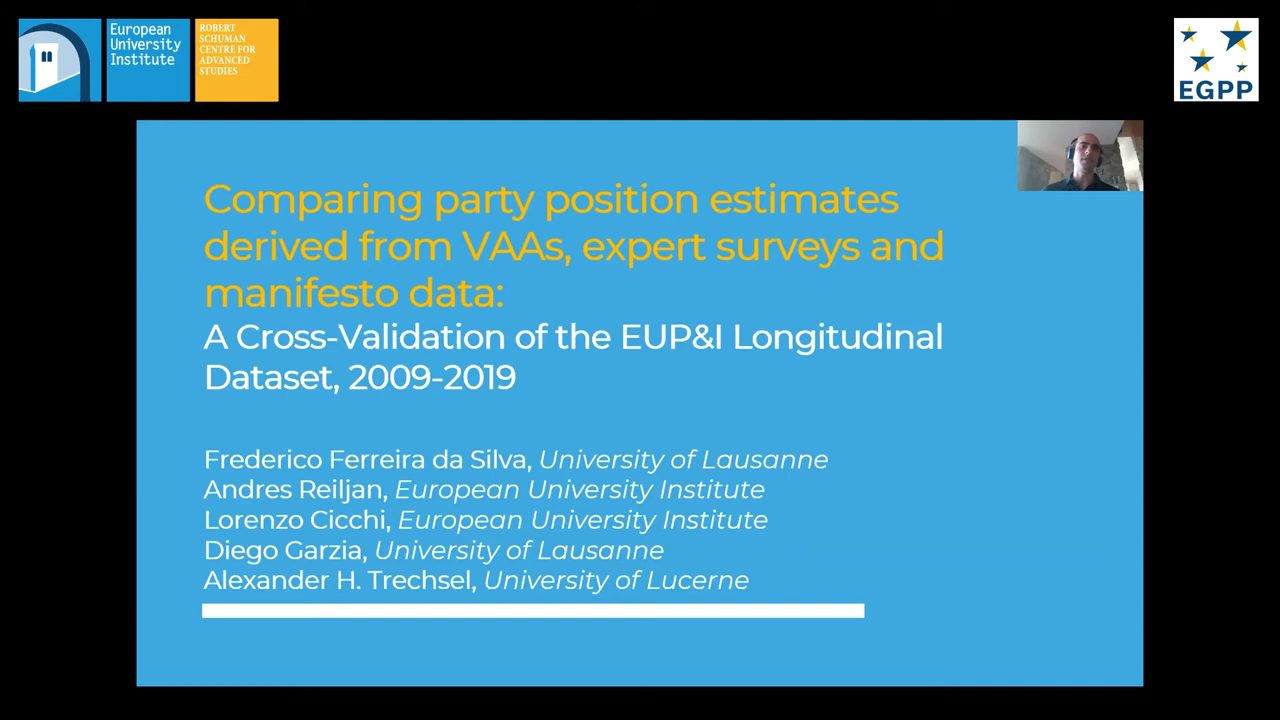 European
University
Institute
ROBERT
SCHUMAN
CENTRE FOR
ADVANCED
STUDIES
EGPP
Comparing party position estimates
derived from VAAs, expert surveys and
manifesto data:
A Cross-Validation of the EUP&I Longitudinal
Dataset, 2009-2019
Frederico Ferreira da Silva, University of Lausanne
Andres Reiljan, European University Institute
Lorenzo Cicchi, European University Institute
Diego Garzia, University of Lausanne
Alexander H. Trechsel, University of Lucerne